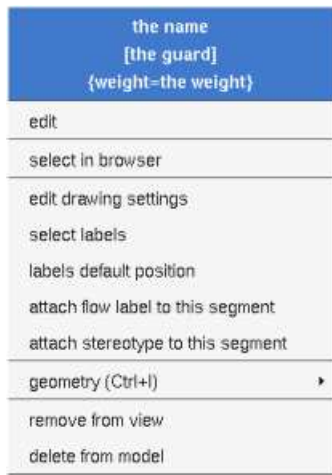 the name
[the guard]
{weight=the weight}
edit
select in browser
edit drawing settings
select labels
labels default position
attach flow label to this segment
attach stereotype to this segment
geometry (Ctrl+I)
remove from view
delete from model